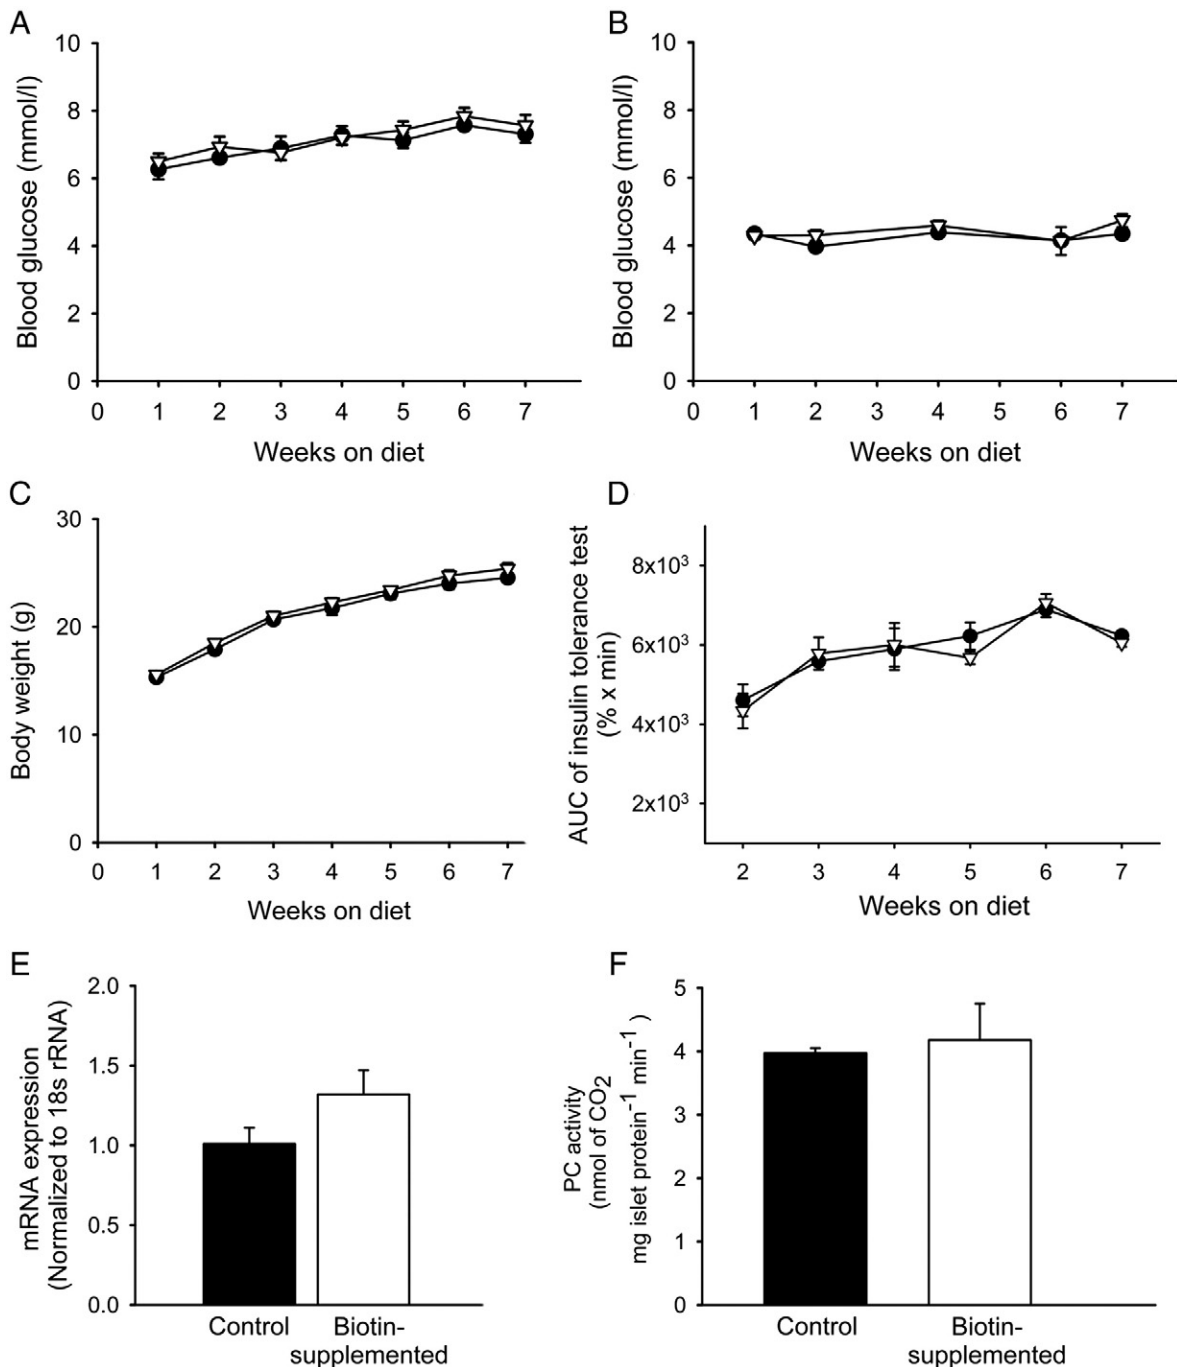 A
10
8
6
4
2
0
Blood glucose (mmol/l)
0 1 2 3 4 5 6 7
Weeks on diet
B
10
8
6
4
2
0
Blood glucose (mmol/l)
0 1 2 3 4 5 6 7
Weeks on diet
C
30
20
10
0
Body weight (g)
0 1 2 3 4 5 6 7
Weeks on diet
D
8x10³
6x10³
4x10³
2x10³
AUC of insulin tolerance test
(% x min)
2 3 4 5 6 7
Weeks on diet
E
2.0
1.5
1.0
0.5
0.0
mRNA expression
(Normalized to 18s rRNA)
Control Biotin-
supplemented
F
5
4
3
2
1
0
PC activity
(nmol of CO₂
mg islet protein⁻¹ min⁻¹ )
Control Biotin-
supplemented